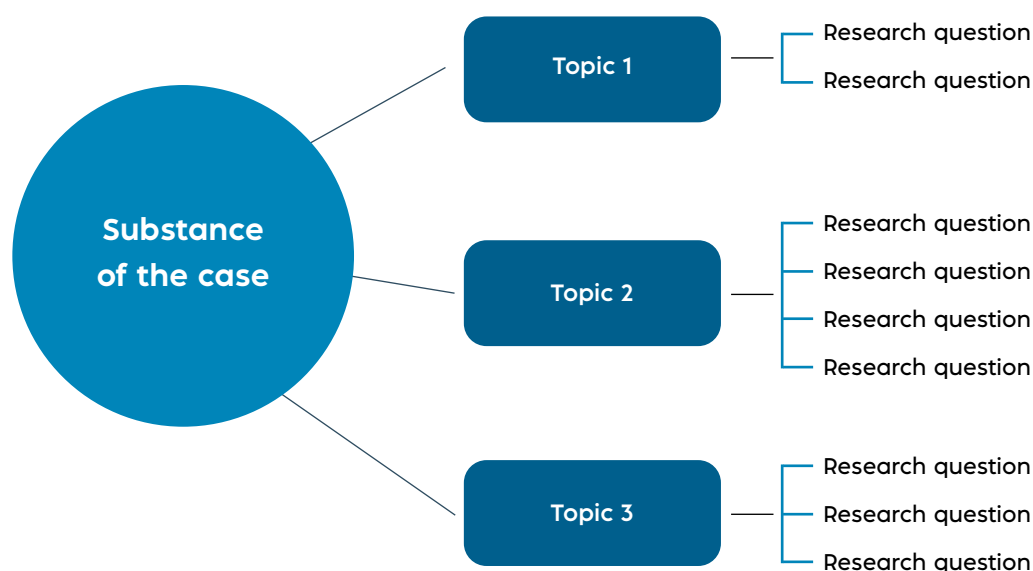 Substance
of the case
Topic 1
Research question
Research question
Topic 2
Research question
Research question
Research question
Research question
Topic 3
Research question
Research question
Research question